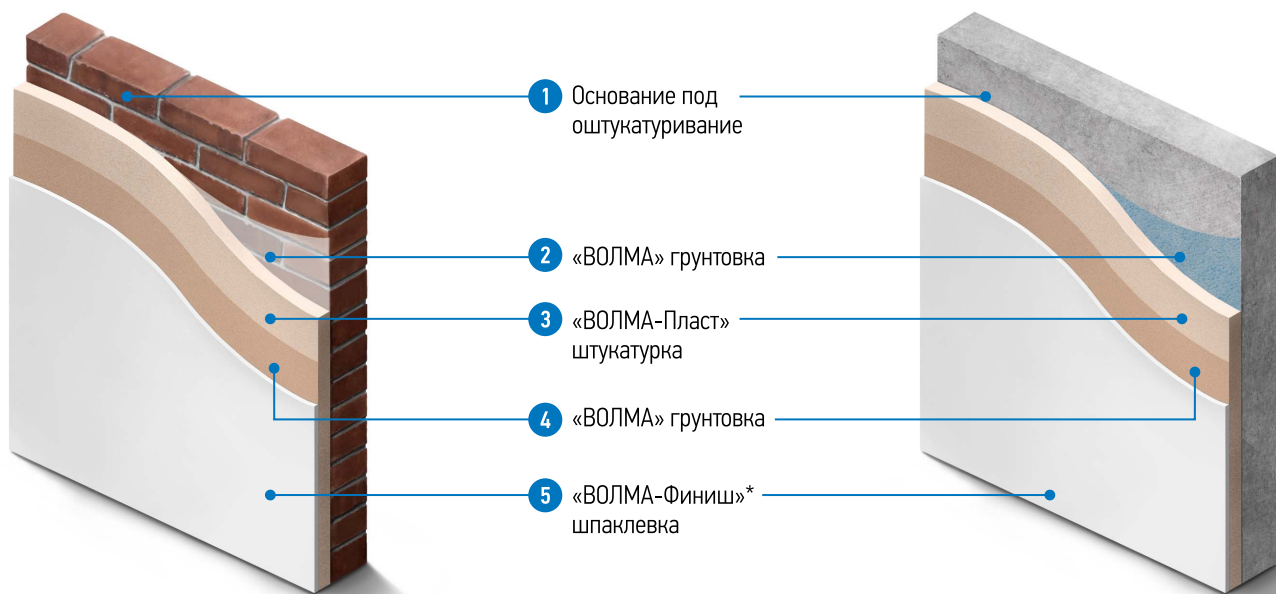 1 Основание под
оштукатуривание
2 «ВОЛМА» грунтовка
3 «ВОЛМА-Пласт»
штукатурка
4 «ВОЛМА» грунтовка
5 «ВОЛМА-Финиш»*
шпаклевка